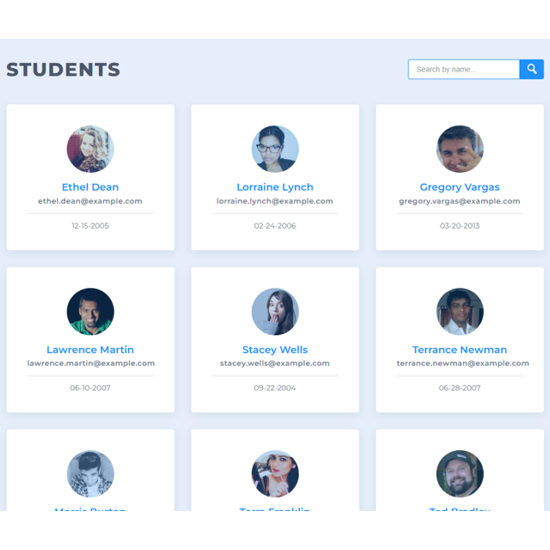 STUDENTS
Search by name...
Ethel Dean
ethel.dean@example.com
12-15-2005
Lorraine Lynch
lorraine.lynch@example.com
02-24-2006
Gregory Vargas
gregory.vargas@example.com
03-20-2013
Lawrence Martin
lawrence.martin@example.com
06-10-2007
Stacey Wells
stacey.wells@example.com
09-22-2004
Terrance Newman
terrance.newman@example.com
06-28-2007